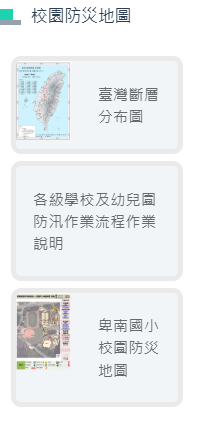 校園防災地圖
臺灣斷層
分布圖
各級學校及幼兒園
防汛作業流程作業
說明
卑南國小
校園防災
地圖